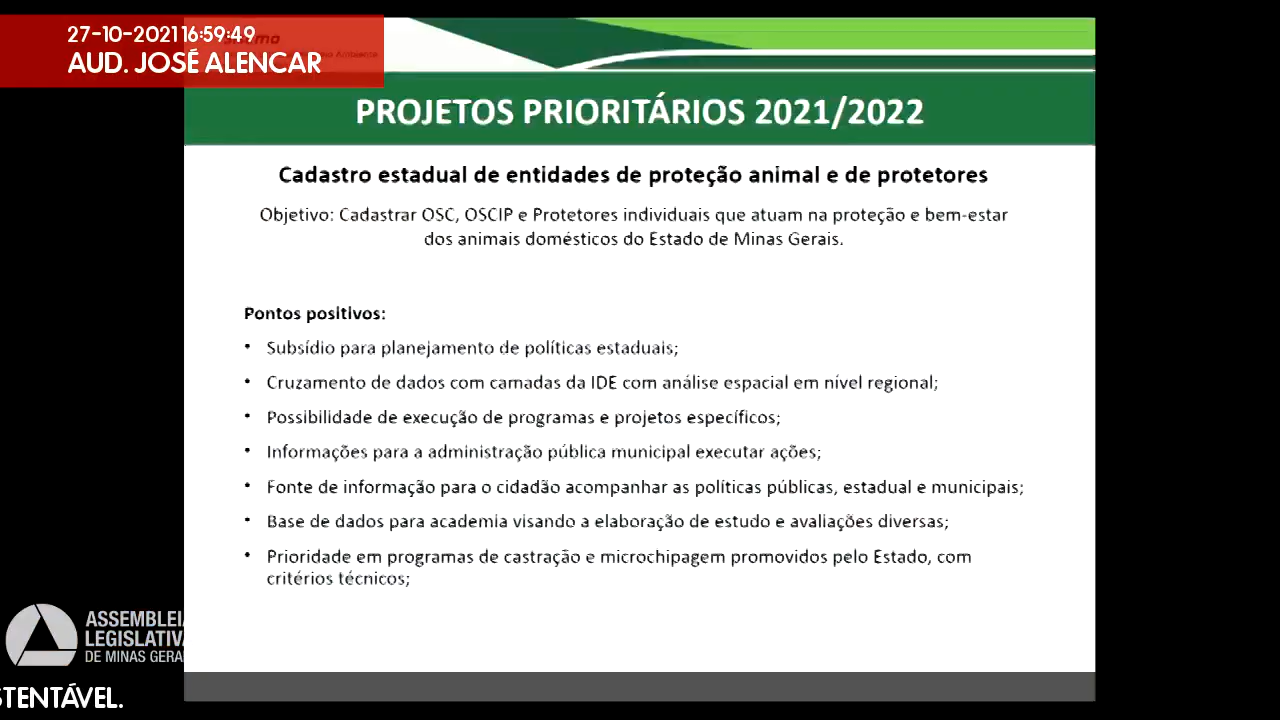 27-10-2021 16:59:49
AUD. JOSÉ ALENCAR
PROJETOS PRIORITÁRIOS 2021/2022
Cadastro estadual de entidades de proteção animal e de protetores
Objetivo: Cadastrar OSC, OSCIP e Protetores individuais que atuam na proteção e bem-estar
dos animais domésticos do Estado de Minas Gerais.
Pontos positivos:
• Subsídio para planejamento de políticas estaduais;
• Cruzamento de dados com camadas da IDE com análise espacial em nível regional;
• Possibilidade de execução de programas e projetos específicos;
• Informações para a administração pública municipal executar ações;
• Fonte de informação para o cidadão acompanhar as políticas públicas, estadual e municipais;
• Base de dados para academia visando a elaboração de estudo e avaliações diversas;
• Prioridade em programas de castração e microchipagem promovidos pelo Estado, com
critérios técnicos;
ASSEMBLEIA
LEGISLATIVA
DE MINAS GERAI
STENTÁVEL.